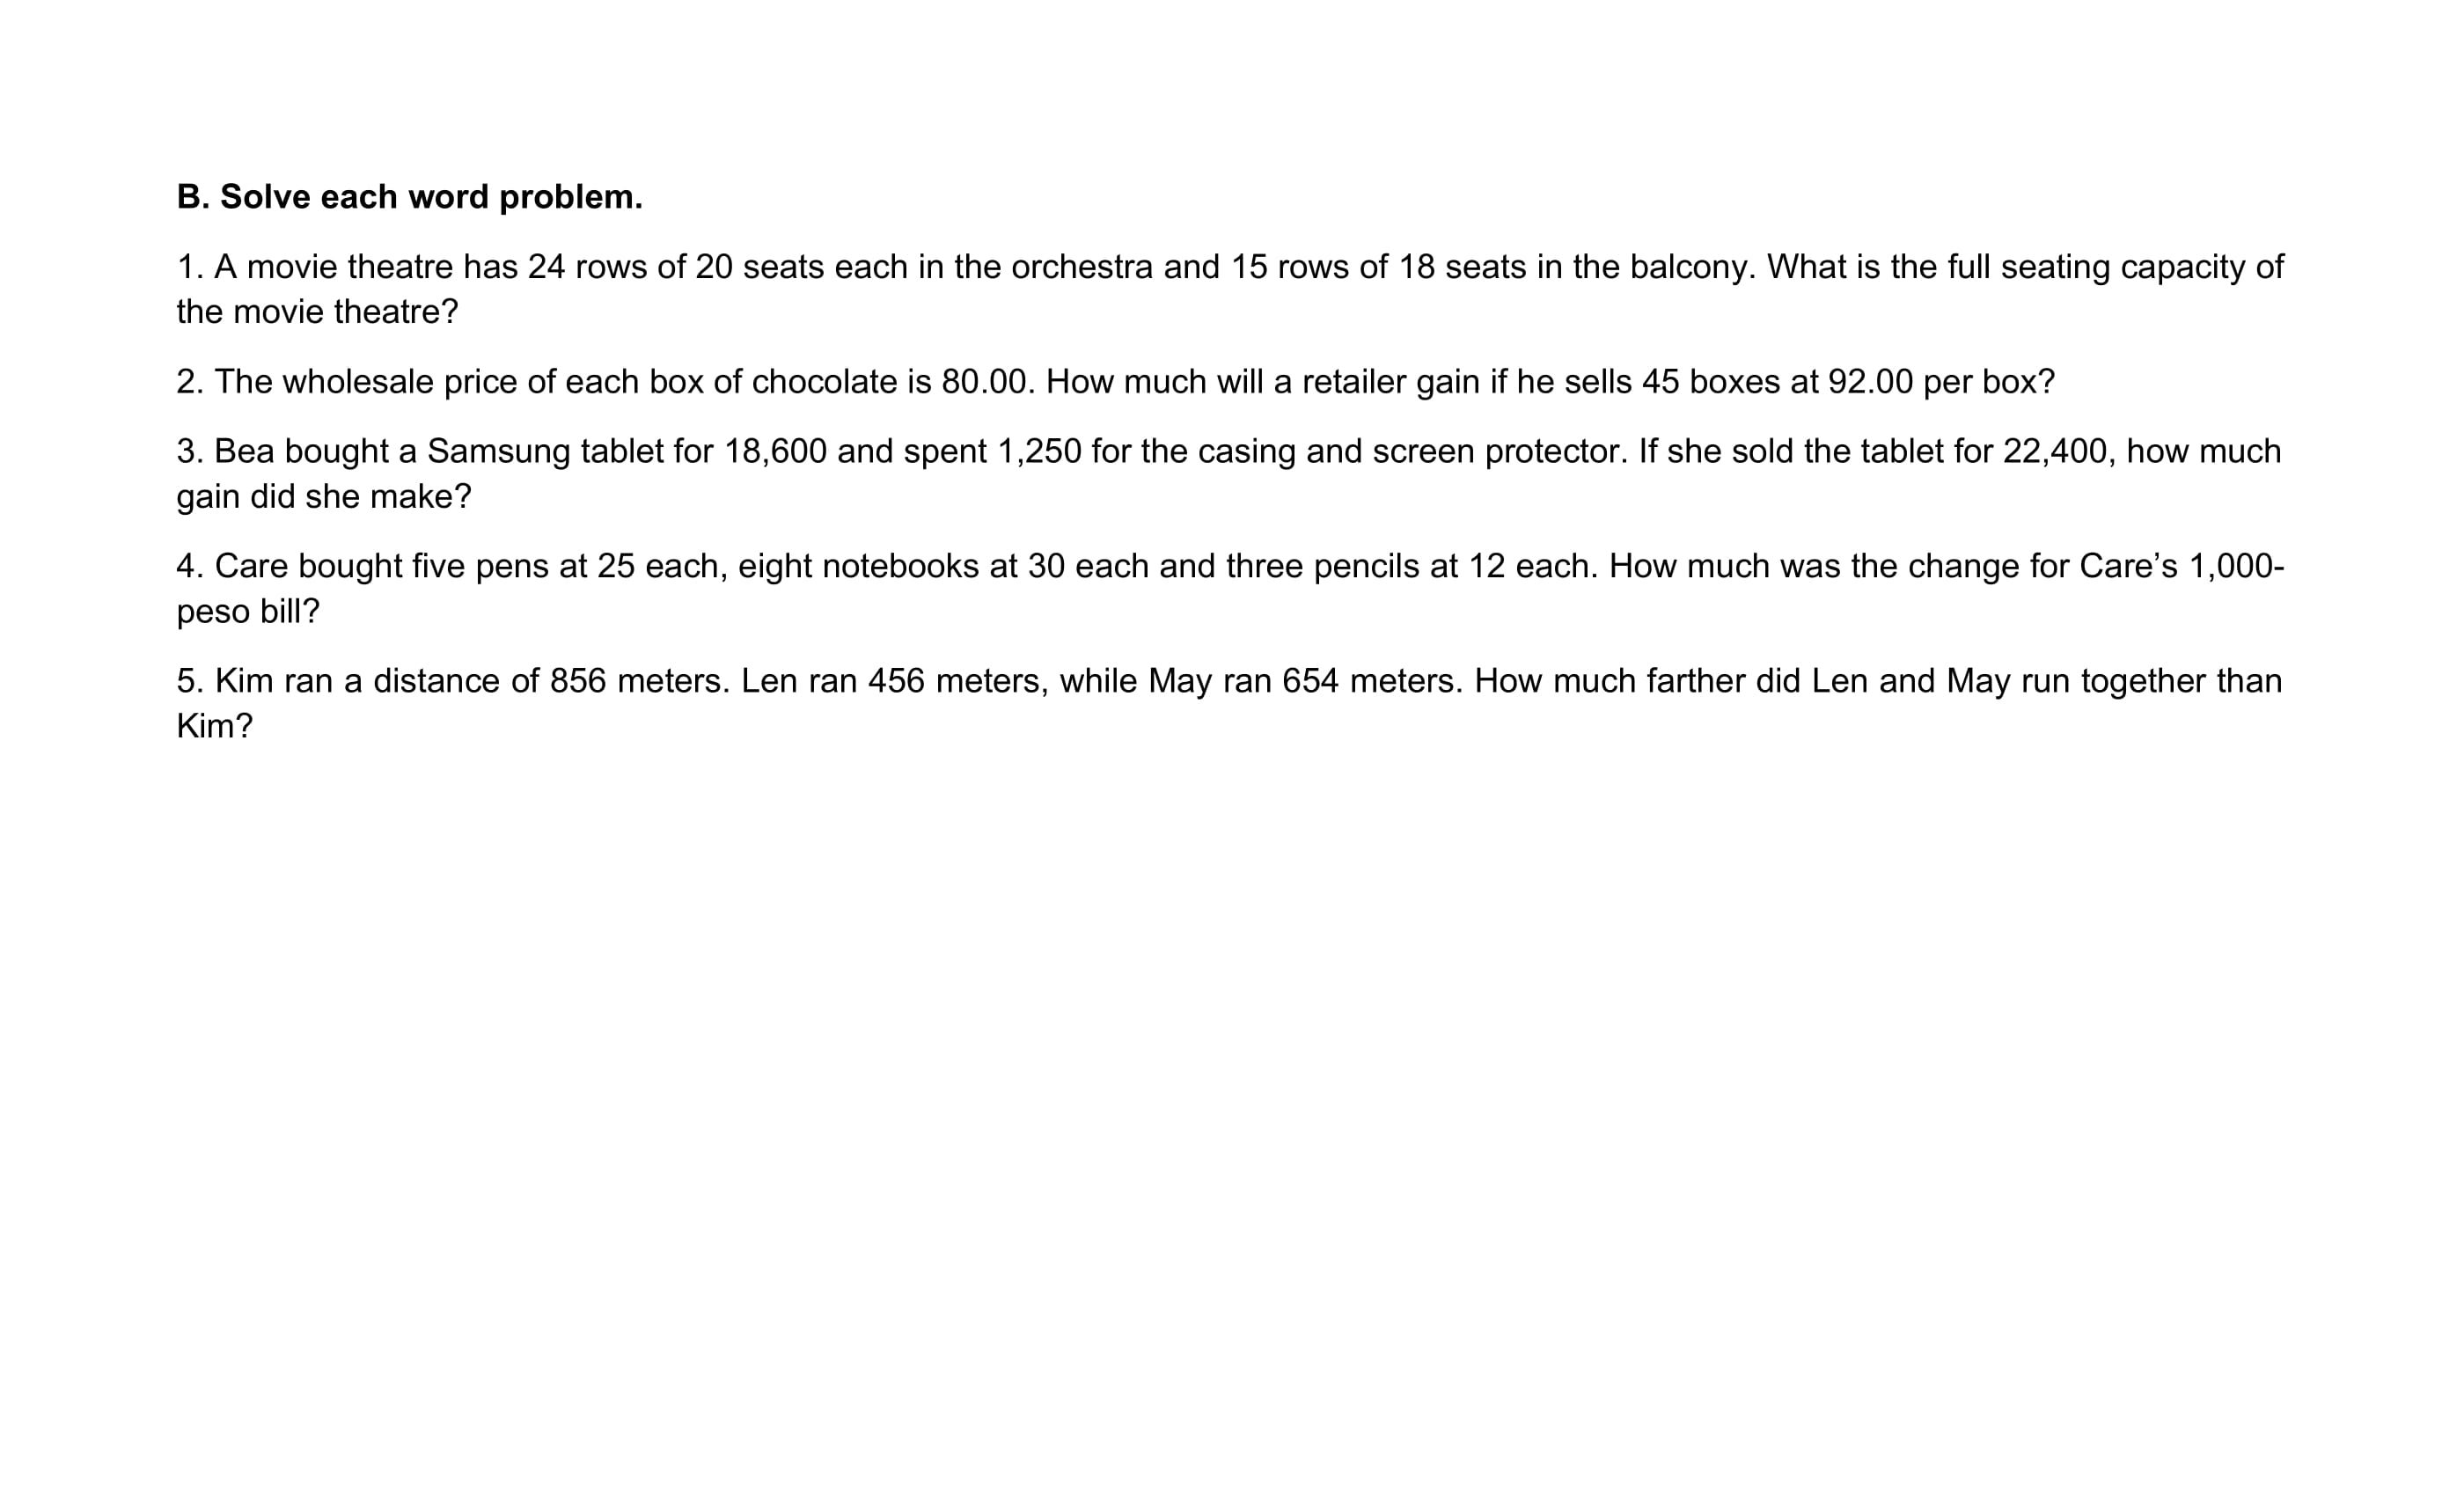 B. Solve each word problem.
1. A movie theatre has 24 rows of 20 seats each in the orchestra and 15 rows of 18 seats in the balcony. What is the full seating capacity of
the movie theatre?
2. The wholesale price of each box of chocolate is 80.00. How much will a retailer gain if he sells 45 boxes at 92.00 per box?
3. Bea bought a Samsung tablet for 18,600 and spent 1,250 for the casing and screen protector. If she sold the tablet for 22,400, how much
gain did she make?
4. Care bought five pens at 25 each, eight notebooks at 30 each and three pencils at 12 each. How much was the change for Care’s 1,000-
peso bill?
5. Kim ran a distance of 856 meters. Len ran 456 meters, while May ran 654 meters. How much farther did Len and May run together than
Kim?